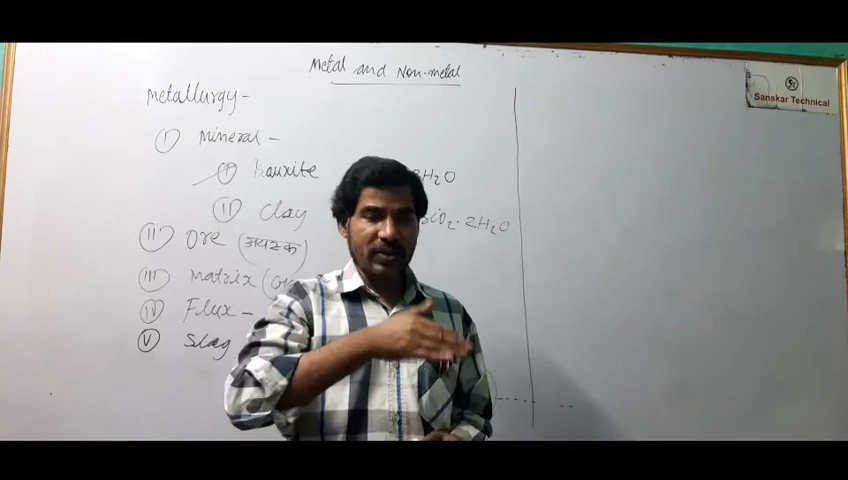 Metal and Non-metal
Sanskar Technical
Metallurgy -
I Mineral -
I Bauxite H₂O
II Clay SiO₂·2H₂O
II Ore (अयस्क)
III Matrix (
IV Flux -
V Slag